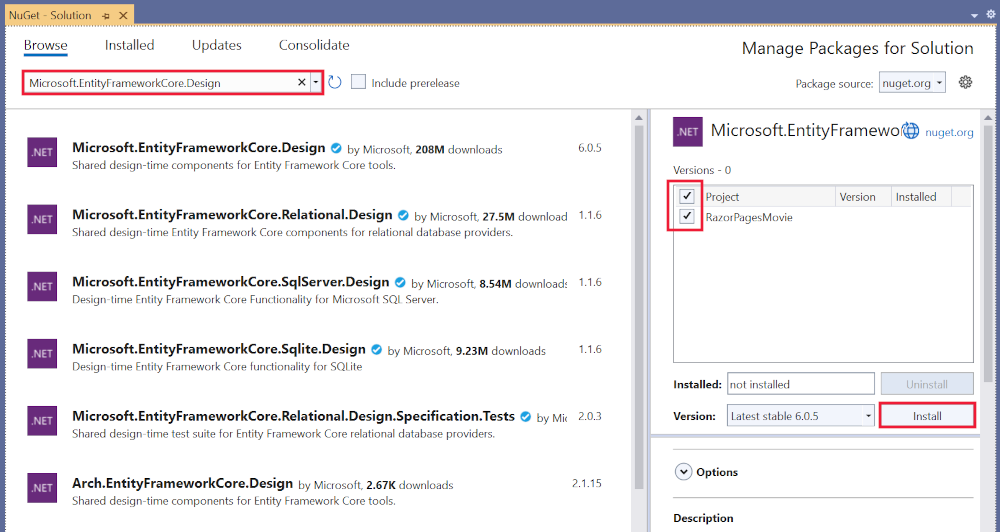 NuGet - Solution
Browse Installed Updates Consolidate
Manage Packages for Solution
Microsoft.EntityFrameworkCore.Design
Include prerelease
Package source: nuget.org
.NET
Microsoft.EntityFrameworkCore.Design by Microsoft, 208M downloads 6.0.5
Shared design-time components for Entity Framework Core tools.
.NET
Microsoft.EntityFrameworkCore.Relational.Design by Microsoft, 27.5M download 1.1.6
Shared design-time Entity Framework Core components for relational database providers.
.NET
Microsoft.EntityFrameworkCore.SqlServer.Design by Microsoft, 8.54M downloads 1.1.6
Design-time Entity Framework Core Functionality for Microsoft SQL Server.
.NET
Microsoft.EntityFrameworkCore.Sqlite.Design by Microsoft, 9.23M downloads 1.1.6
Design-time Entity Framework Core functionality for SQLite
.NET
Microsoft.EntityFrameworkCore.Relational.Design.Specification.Tests by Mic 2.0.3
Shared design-time test suite for Entity Framework Core relational database providers.
.NET
Arch.EntityFrameworkCore.Design by Microsoft, 2.67K downloads 2.1.15
Shared design-time components for Entity Framework Core tools.
.NET
Microsoft.EntityFramewo nuget.org
Versions - 0
Project Version Installed
RazorPagesMovie
Installed: not installed Uninstall
Version: Latest stable 6.0.5 Install
Options
Description